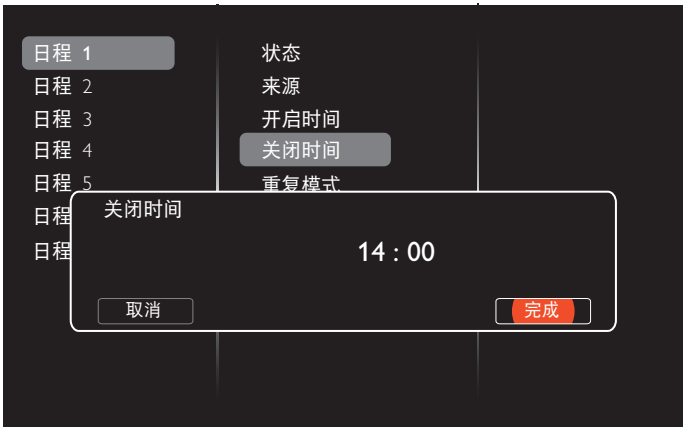 日程 1
日程 2
日程 3
日程 4
日程 5
日程
日程
状态
来源
开启时间
关闭时间
重复模式
关闭时间
14 : 00
取消
完成